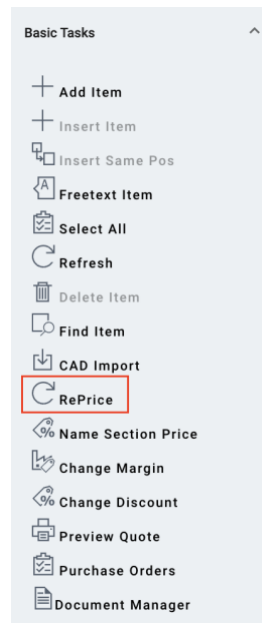 Basic Tasks
Add Item
Insert Item
Insert Same Pos
Freetext Item
Select All
Refresh
Delete Item
Find Item
CAD Import
RePrice
Name Section Price
Change Margin
Change Discount
Preview Quote
Purchase Orders
Document Manager